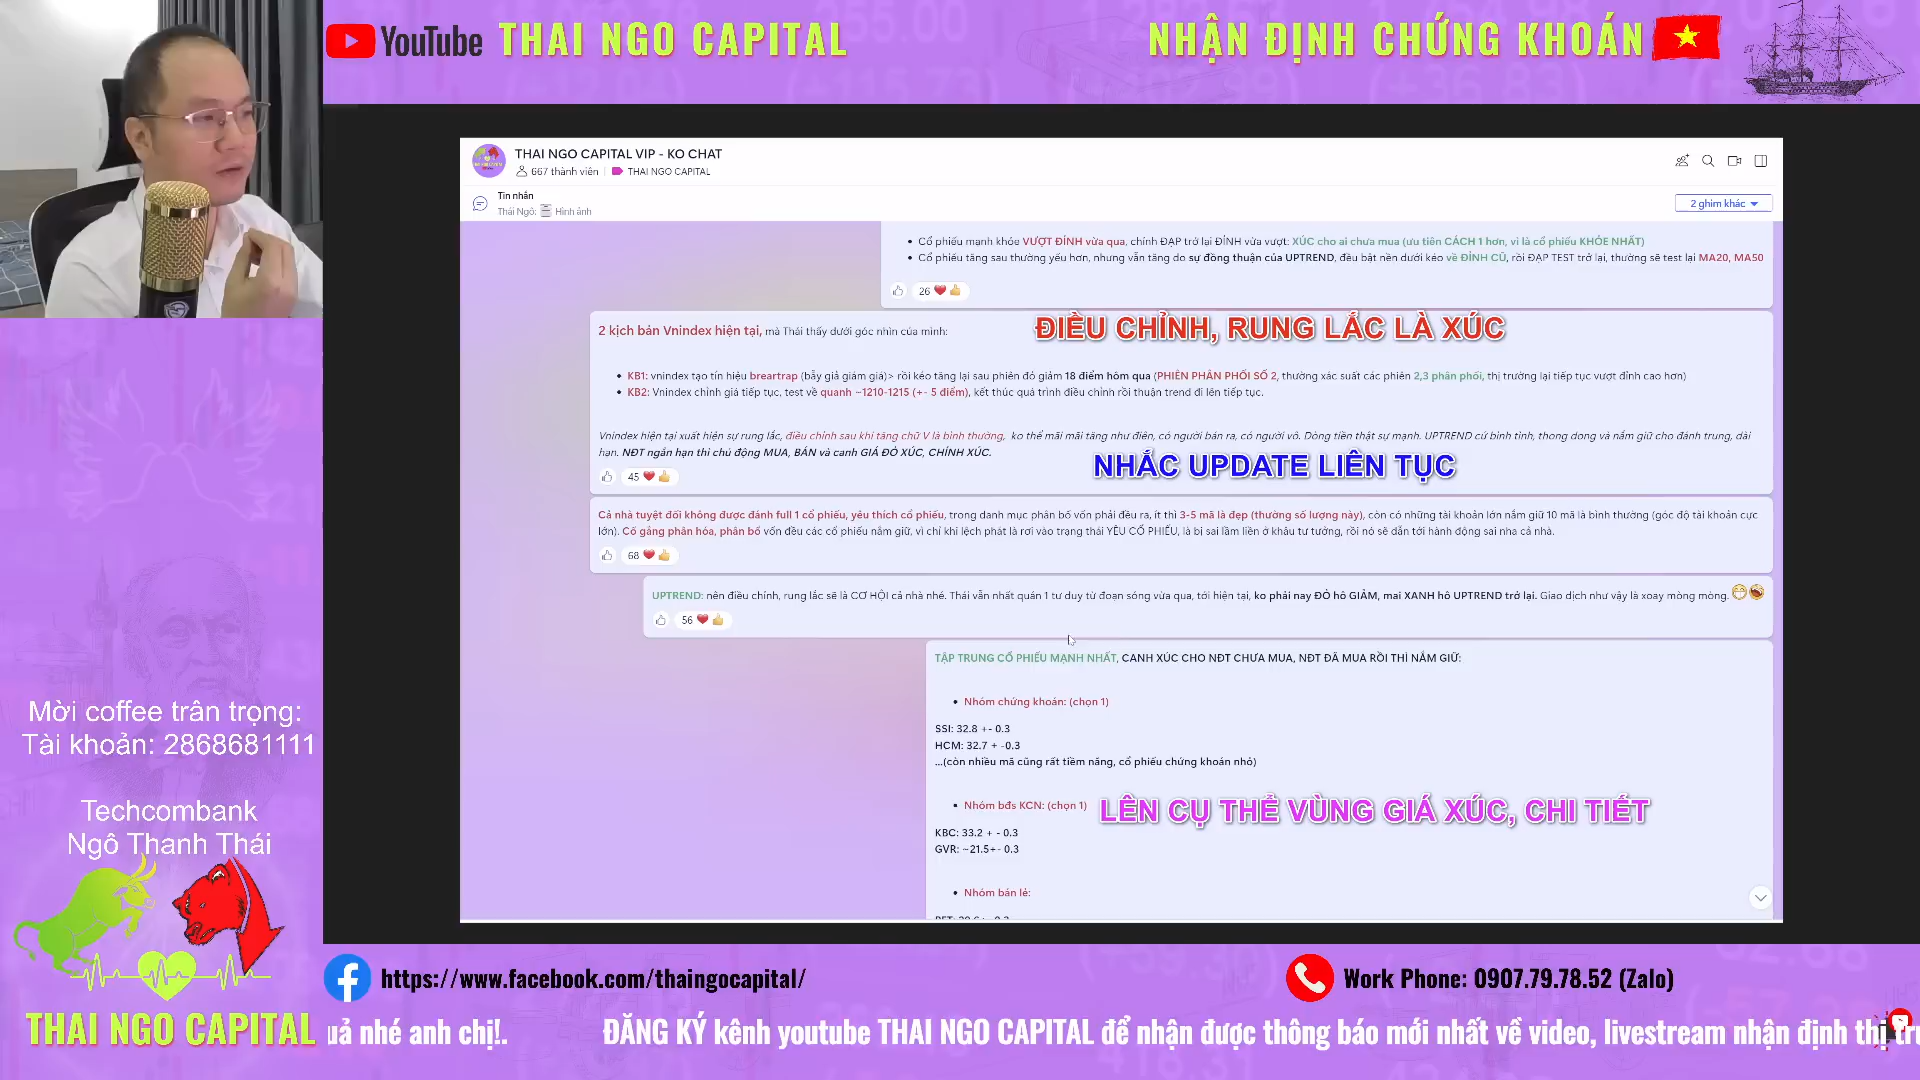 YouTube THAI NGO CAPITAL
NHẬN ĐỊNH CHỨNG KHOÁN
THAI NGO CAPITAL VIP - KO CHAT
667 thành viên THAI NGO CAPITAL
Tin nhắn
Thái Ngô: Hình ảnh
2 ghim khác
• Cổ phiếu mạnh khỏe VƯỢT ĐỈNH vừa qua, chỉnh ĐẠP trở lại ĐỈNH vừa vượt: XÚC cho ai chưa mua (ưu tiên CÁCH 1 hơn, vì là cổ phiếu KHỎE NHẤT)
• Cổ phiếu tăng sau thường yếu hơn, nhưng vẫn tăng do sự đồng thuận của UPTREND, đều bật nền dưới kéo về ĐỈNH CŨ, rồi ĐẠP TEST trở lại, thường sẽ test lại MA20, MA50
26
2 kịch bản Vnindex hiện tại, mà Thái thấy dưới góc nhìn của mình:
ĐIỀU CHỈNH, RUNG LẮC LÀ XÚC
• KB1: vnindex tạo tín hiệu breartrap (bẫy giả giảm giá)> rồi kéo tăng lại sau phiên đỏ giảm 18 điểm hôm qua (PHIÊN PHÂN PHỐI SỐ 2, thường xác suất các phiên 2,3 phân phối, thị trường lại tiếp tục vượt đỉnh cao hơn)
• KB2: Vnindex chỉnh giá tiếp tục, test về quanh ~1210-1215 (+- 5 điểm), kết thúc quá trình điều chỉnh rồi thuận trend đi lên tiếp tục.
Vnindex hiện tại xuất hiện sự rung lắc, điều chỉnh sau khi tăng chữ V là bình thường, ko thể mãi mãi tăng như điên, có người bán ra, có người vô. Dòng tiền thật sự mạnh. UPTREND cứ bình tĩnh, thong dong và nắm giữ cho đánh trung, dài
hạn. NĐT ngắn hạn thì chủ động MUA, BÁN và canh GIÁ ĐỎ XÚC, CHỈNH XÚC.
NHẮC UPDATE LIÊN TỤC
45
Cả nhà tuyệt đối không được đánh full 1 cổ phiếu, yêu thích cổ phiếu, trong danh mục phân bổ vốn phải đều ra, ít thì 3-5 mã là đẹp (thường số lượng này), còn có những tài khoản lớn nắm giữ 10 mã là bình thường (góc độ tài khoản cực
lớn). Cố gắng phân hóa, phân bổ vốn đều các cổ phiếu nắm giữ, vì chỉ khi lệch phát là rơi vào trạng thái YÊU CỔ PHIẾU, là bị sai lầm liền ở khâu tư tưởng, rồi nó sẽ dẫn tới hành động sai nha cả nhà.
68
UPTREND: nên điều chỉnh, rung lắc sẽ là CƠ HỘI cả nhà nhé. Thái vẫn nhất quán 1 tư duy từ đoạn sóng vừa qua, tới hiện tại, ko phải nay ĐỎ hô GIẢM, mai XANH hô UPTREND trở lại. Giao dịch như vậy là xoay mòng mòng.
56
TẬP TRUNG CỔ PHIẾU MẠNH NHẤT, CANH XÚC CHO NĐT CHƯA MUA, NĐT ĐÃ MUA RỒI THÌ NẮM GIỮ:
• Nhóm chứng khoán: (chọn 1)
SSI: 32.8 +- 0.3
HCM: 32.7 + -0.3
...(còn nhiều mã cũng rất tiềm năng, cổ phiếu chứng khoán nhỏ)
• Nhóm bđs KCN: (chọn 1)
LÊN CỤ THỂ VÙNG GIÁ XÚC, CHI TIẾT
KBC: 33.2 + - 0.3
GVR: ~21.5+- 0.3
• Nhóm bán lẻ:
Mời coffee trân trọng:
Tài khoản: 2868681111
Techcombank
Ngô Thanh Thái
THAI NGO CAPITAL
https://www.facebook.com/thaingocapital/
Work Phone: 0907.79.78.52 (Zalo)
uả nhé anh chị!. ĐĂNG KÝ kênh youtube THAI NGO CAPITAL để nhận được thông báo mới nhất về video, livestream nhận định thị